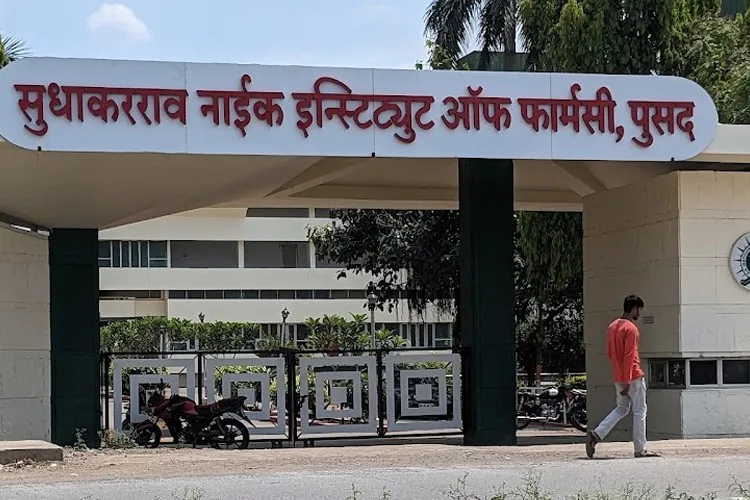 सुधाकरराव नाईक इन्स्टिट्युट ऑफ फार्मसी, पुसद